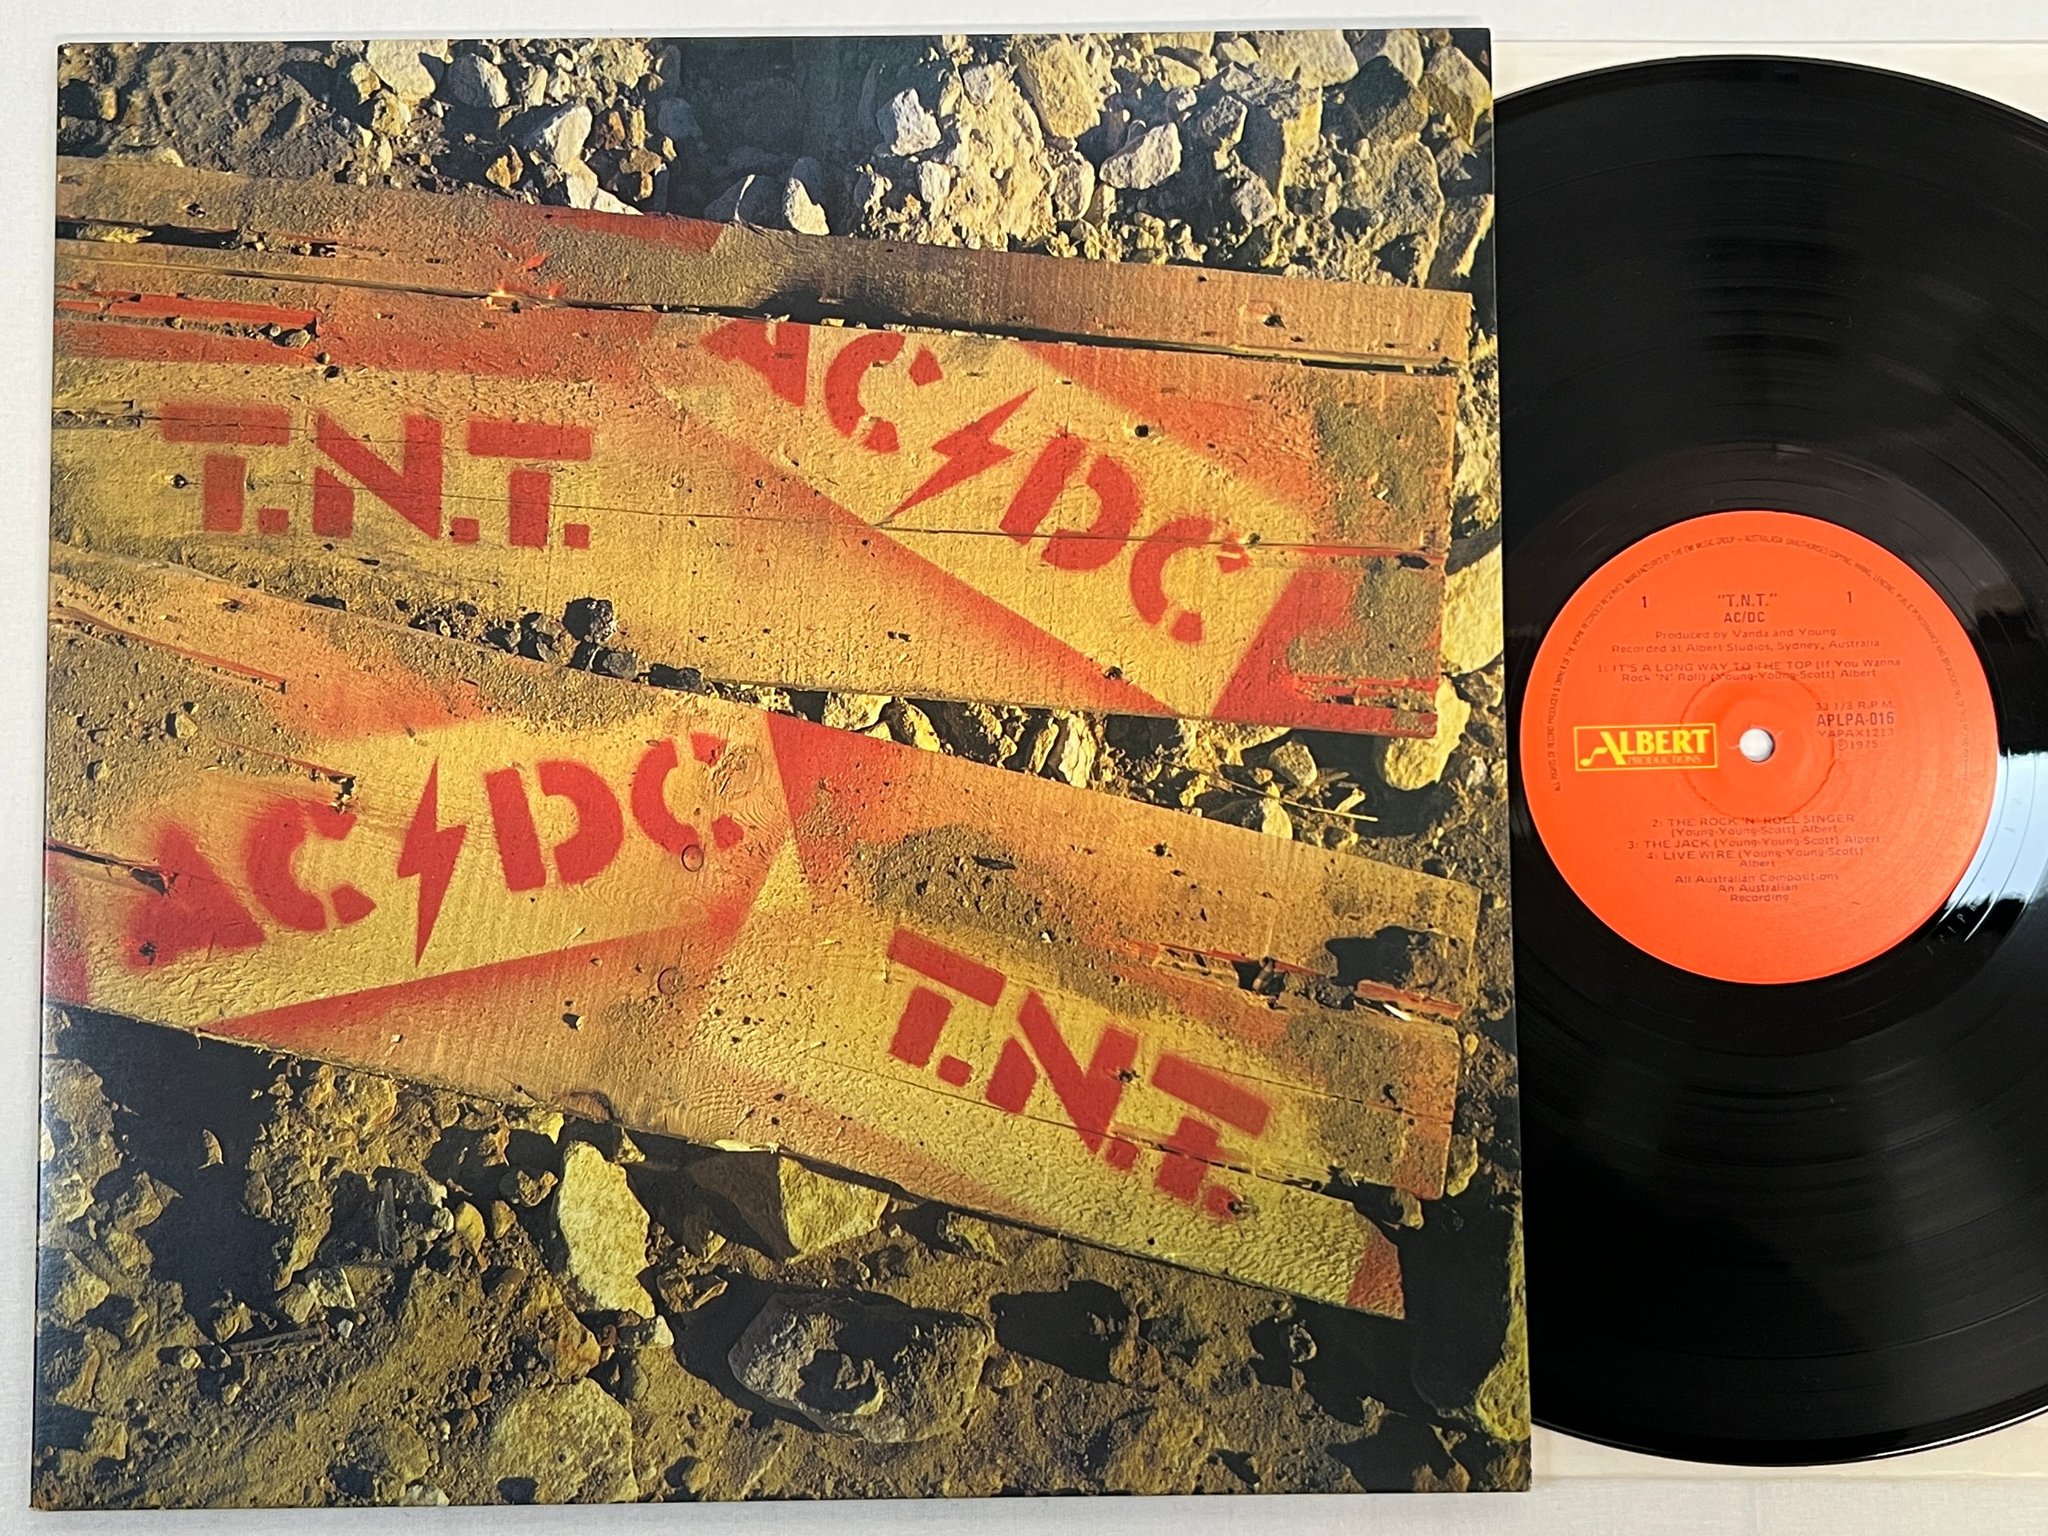 T.N.T.
AC/DC
AC/DC
T.N.T.
1 "T.N.T." 1
AC/DC
Produced by Vanda and Young
Recorded at Albert Studios, Sydney, Australia
1: IT'S A LONG WAY TO THE TOP (If You Wanna
Rock 'N' Roll) (Young-Young-Scott) Albert
33 1/3 R.P.M.
APLPA-016
YAPAX1213
Ⓟ1975
ALBERT
PRODUCTIONS
2: THE ROCK 'N' ROLL SINGER
(Young-Young-Scott) Albert
3: THE JACK (Young-Young-Scott) Albert
4: LIVE WIRE (Young-Young-Scott)
Albert
All Australian Compositions
An Australian
Recording